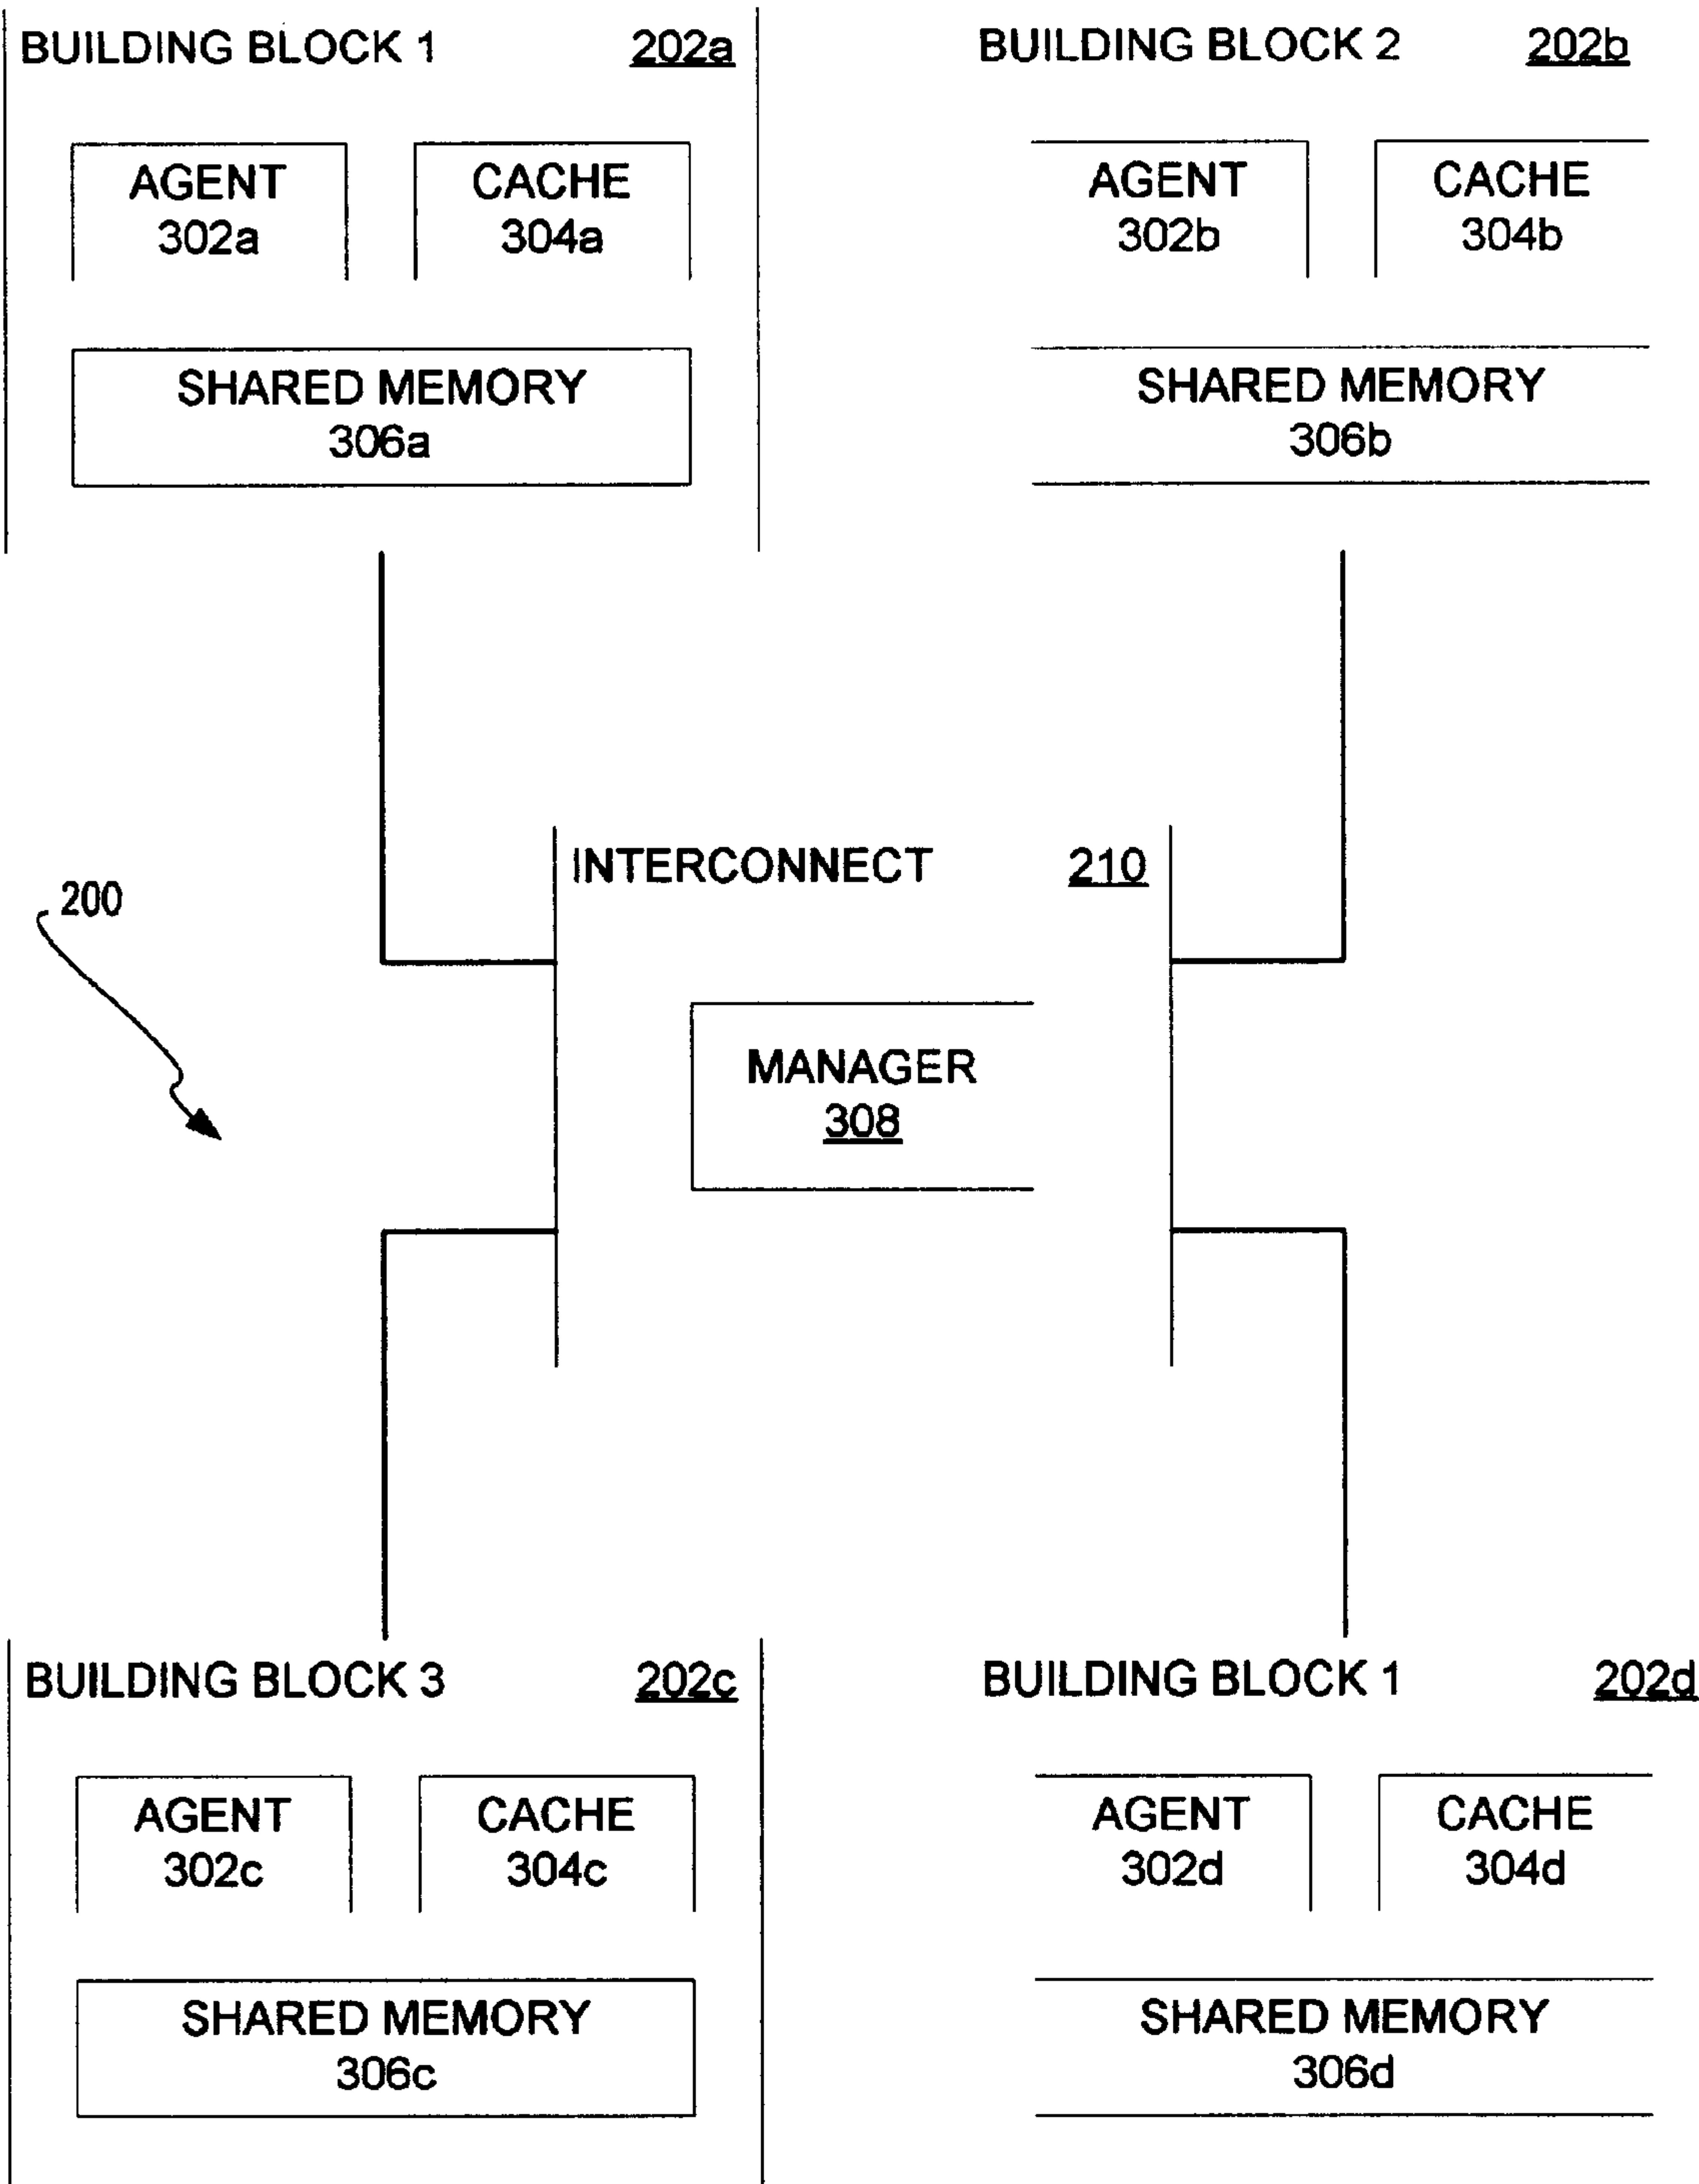 BUILDING BLOCK 1 202a
AGENT
302a
CACHE
304a
SHARED MEMORY
306a
BUILDING BLOCK 2 202b
AGENT
302b
CACHE
304b
SHARED MEMORY
306b
200
INTERCONNECT 210
MANAGER
308
BUILDING BLOCK 3 202c
AGENT
302c
CACHE
304c
SHARED MEMORY
306c
BUILDING BLOCK 1 202d
AGENT
302d
CACHE
304d
SHARED MEMORY
306d